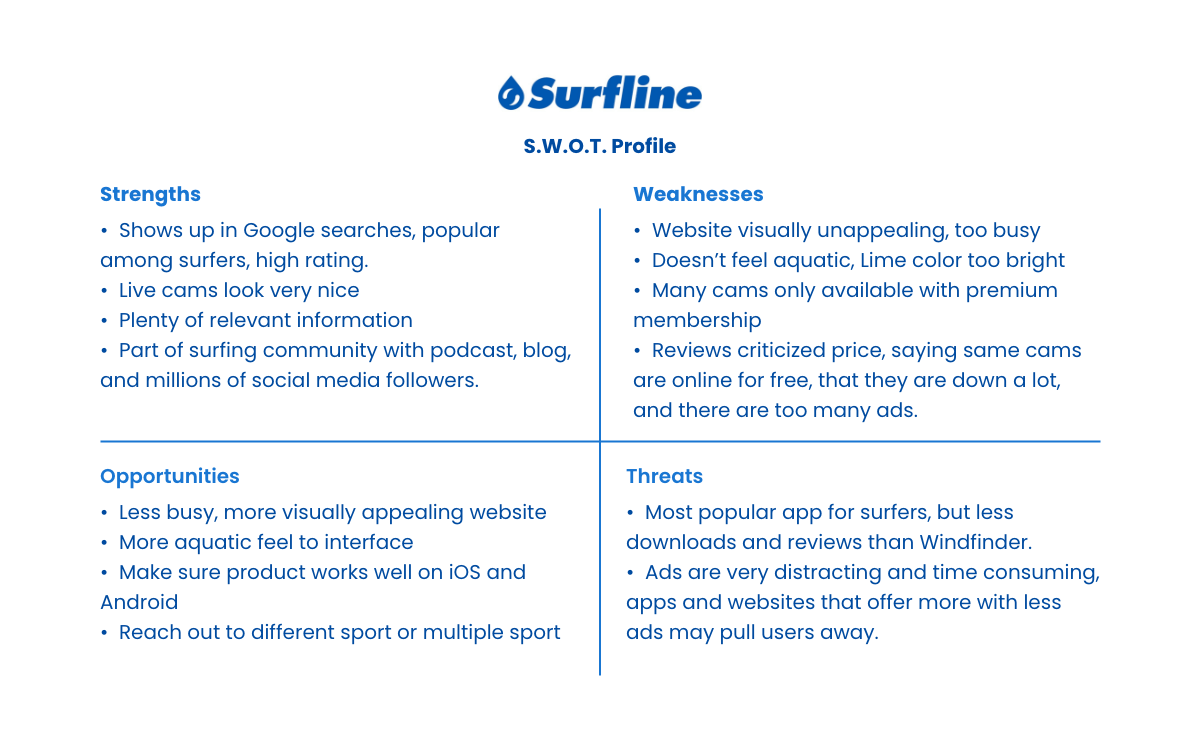 Surfline
S.W.O.T. Profile
Strengths
• Shows up in Google searches, popular
among surfers, high rating.
• Live cams look very nice
• Plenty of relevant information
• Part of surfing community with podcast, blog,
and millions of social media followers.
Weaknesses
• Website visually unappealing, too busy
• Doesn’t feel aquatic, Lime color too bright
• Many cams only available with premium
membership
• Reviews criticized price, saying same cams
are online for free, that they are down a lot,
and there are too many ads.
Opportunities
• Less busy, more visually appealing website
• More aquatic feel to interface
• Make sure product works well on iOS and
Android
• Reach out to different sport or multiple sport
Threats
• Most popular app for surfers, but less
downloads and reviews than Windfinder.
• Ads are very distracting and time consuming,
apps and websites that offer more with less
ads may pull users away.